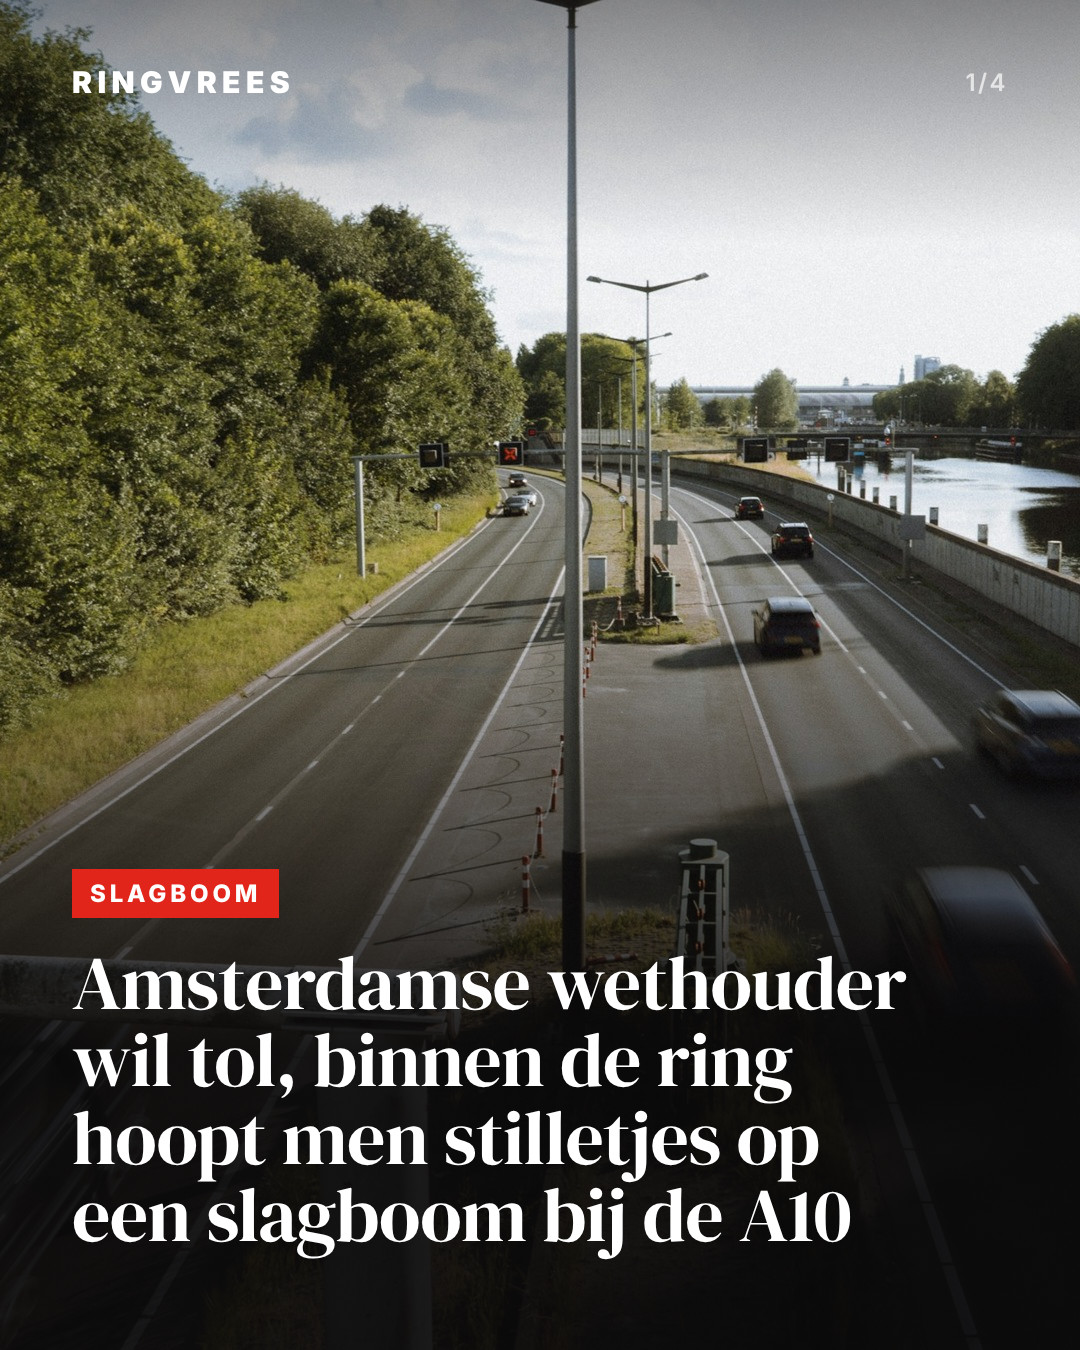 RINGVREES
1/4
SLAGBOOM
Amsterdamse wethouder
wil tol, binnen de ring
hoopt men stilletjes op
een slagboom bij de A10